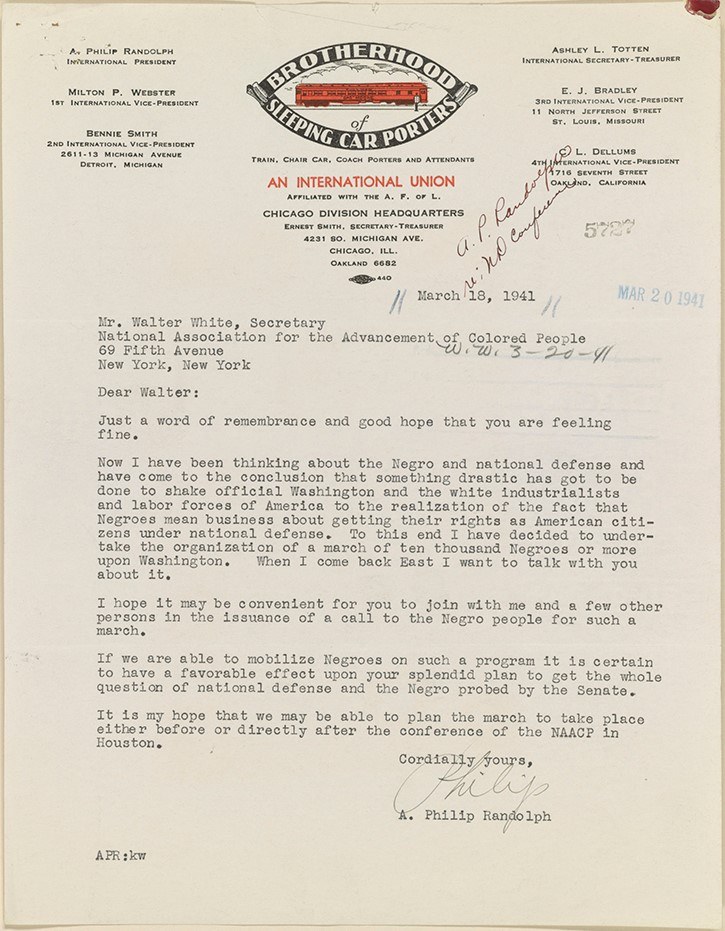 A. Philip Randolph
International President
Milton P. Webster
1st International Vice-President
Bennie Smith
2nd International Vice-President
2611-13 Michigan Avenue
Detroit, Michigan
BROTHERHOOD
of
SLEEPING CAR PORTERS
Train, Chair Car, Coach Porters and Attendants
AN INTERNATIONAL UNION
Affiliated with the A. F. of L.
CHICAGO DIVISION HEADQUARTERS
Ernest Smith, Secretary-Treasurer
4231 So. Michigan Ave.
Chicago, Ill.
Oakland 6682
440
Ashley L. Totten
International Secretary-Treasurer
E. J. Bradley
3rd International Vice-President
11 North Jefferson Street
St. Louis, Missouri
C. L. Dellums
4th International Vice-President
1716 Seventh Street
Oakland, California
A. P. Randolph
re: ND Conference
5727
March 18, 1941
MAR 20 1941
Mr. Walter White, Secretary
National Association for the Advancement of Colored People
W. W. 3-20-41
69 Fifth Avenue
New York, New York
Dear Walter:
Just a word of remembrance and good hope that you are feeling
fine.
Now I have been thinking about the Negro and national defense and
have come to the conclusion that something drastic has got to be
done to shake official Washington and the white industrialists
and labor forces of America to the realization of the fact that
Negroes mean business about getting their rights as American citi-
zens under national defense. To this end I have decided to under-
take the organization of a march of ten thousand Negroes or more
upon Washington. When I come back East I want to talk with you
about it.
I hope it may be convenient for you to join with me and a few other
persons in the issuance of a call to the Negro people for such a
march.
If we are able to mobilize Negroes on such a program it is certain
to have a favorable effect upon your splendid plan to get the whole
question of national defense and the Negro probed by the Senate.
It is my hope that we may be able to plan the march to take place
either before or directly after the conference of the NAACP in
Houston.
Cordially yours,
Philip
A. Philip Randolph
APR:kw